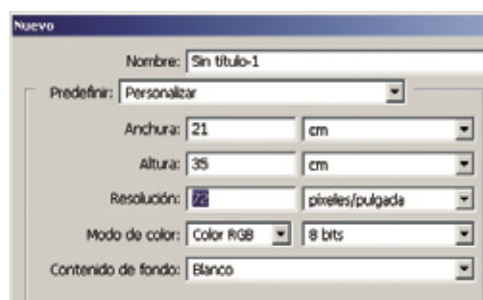 Nuevo
Nombre: Sin título-1
Predefinir: Personalizar
Anchura: 21 cm
Altura: 35 cm
Resolución: 72 píxeles/pulgada
Modo de color: Color RGB 8 bits
Contenido de fondo: Blanco